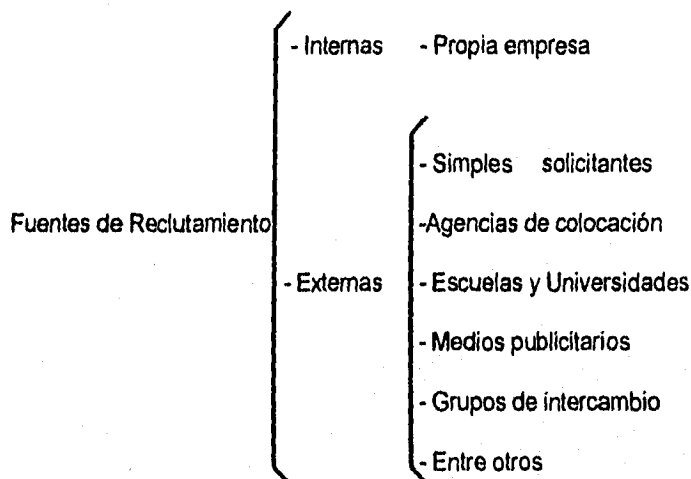 - Internas - Propia empresa
- Simples solicitantes
Fuentes de Reclutamiento
-Agencias de colocación
- Externas
- Escuelas y Universidades
- Medios publicitarios
- Grupos de intercambio
- Entre otros